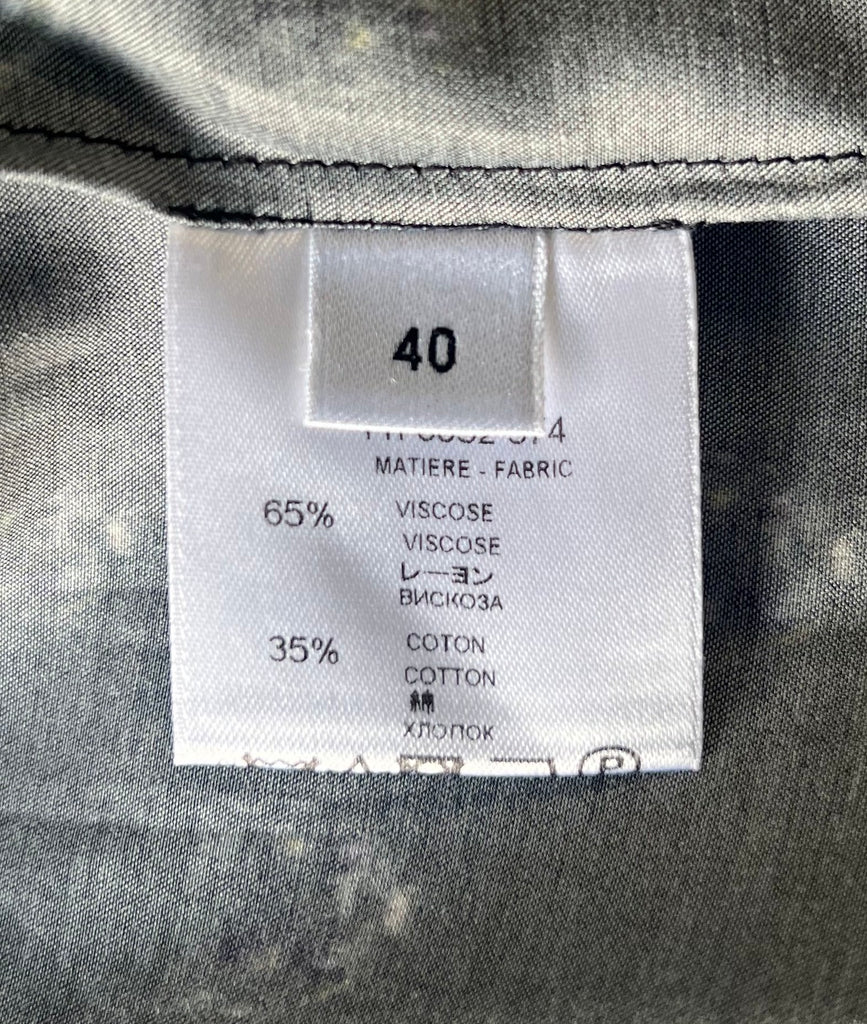 40
MATIERE - FABRIC
65% VISCOSE
VISCOSE
レーヨン
ВИСКОЗА
35% COTON
COTTON
綿
ХЛОПОК
P